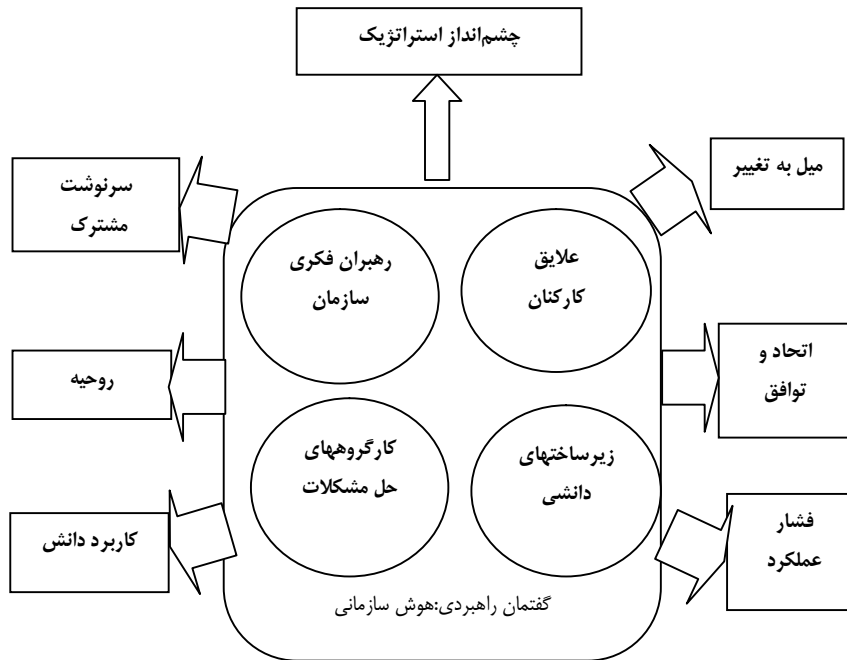 چشم‌انداز استراتژیک
میل به تغییر
سرنوشت
مشترک
علایق
کارکنان
رهبران فکری
سازمان
اتحاد و
توافق
روحیه
زیرساختهای
دانشی
کارگروههای
حل مشکلات
فشار
عملکرد
کاربرد دانش
گفتمان راهبردی:هوش سازمانی